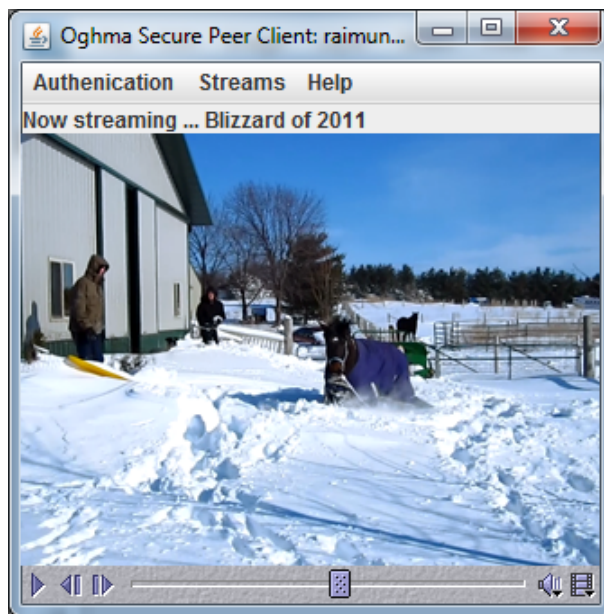 Oghma Secure Peer Client: raimun...
Authenication Streams Help
Now streaming ... Blizzard of 2011